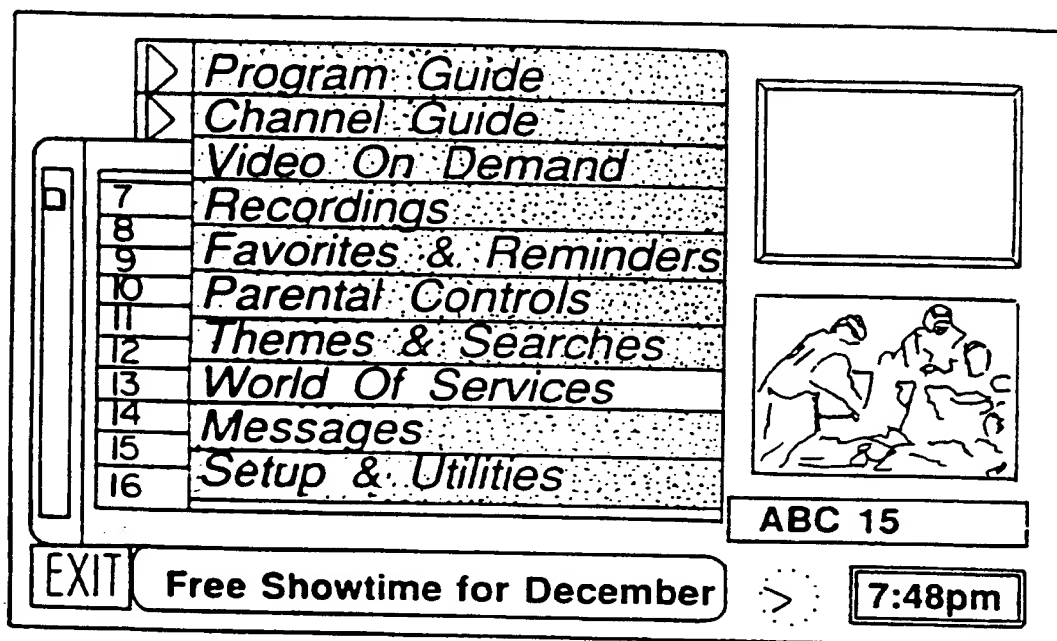 Program Guide
Channel Guide
Video On Demand
7 Recordings
8
9 Favorites & Reminders
10 Parental Controls
11
12 Themes & Searches
13 World Of Services
14 Messages
15
16 Setup & Utilities
ABC 15
EXIT Free Showtime for December > 7:48pm